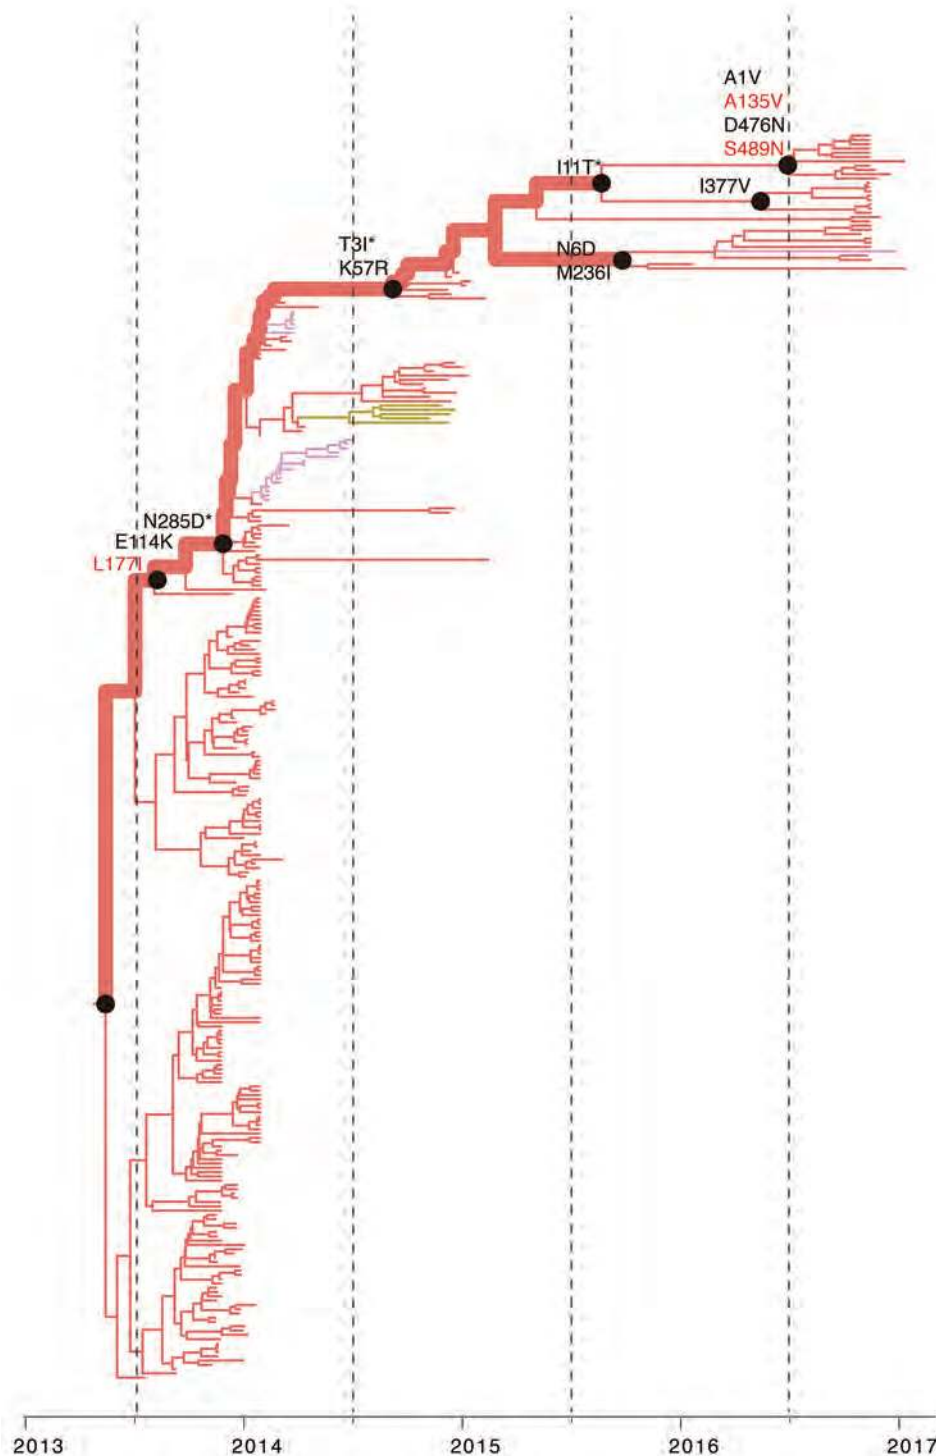 A1V
A135V
D476N
S489N
I11T*
I377V
T3I*
K57R
N6D
M236I
N285D*
E114K
L177I
2013 2014 2015 2016 2017